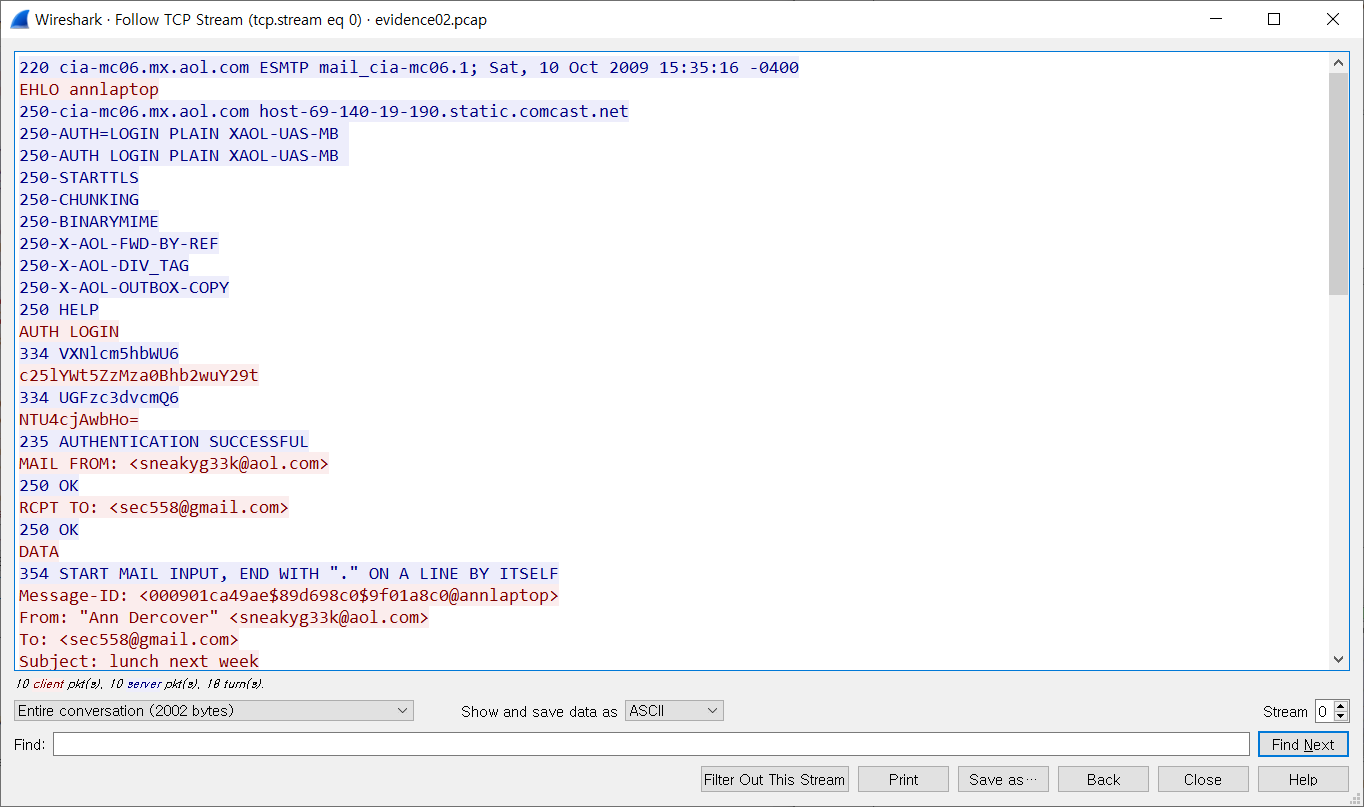 Wireshark · Follow TCP Stream (tcp.stream eq 0) · evidence02.pcap
220 cia-mc06.mx.aol.com ESMTP mail_cia-mc06.1; Sat, 10 Oct 2009 15:35:16 -0400
EHLO annlaptop
250-cia-mc06.mx.aol.com host-69-140-19-190.static.comcast.net
250-AUTH=LOGIN PLAIN XAOL-UAS-MB
250-AUTH LOGIN PLAIN XAOL-UAS-MB
250-STARTTLS
250-CHUNKING
250-BINARYMIME
250-X-AOL-FWD-BY-REF
250-X-AOL-DIV_TAG
250-X-AOL-OUTBOX-COPY
250 HELP
AUTH LOGIN
334 VXNlcm5hbWU6
c25lYWt5ZzMza0Bhb2wuY29t
334 UGFzc3dvcmQ6
NTU4cjAwbHo=
235 AUTHENTICATION SUCCESSFUL
MAIL FROM: <sneakyg33k@aol.com>
250 OK
RCPT TO: <sec558@gmail.com>
250 OK
DATA
354 START MAIL INPUT, END WITH "." ON A LINE BY ITSELF
Message-ID: <000901ca49ae$89d698c0$9f01a8c0@annlaptop>
From: "Ann Dercover" <sneakyg33k@aol.com>
To: <sec558@gmail.com>
Subject: lunch next week
10 client pkt(s), 10 server pkt(s), 18 turn(s).
Entire conversation (2002 bytes)
Show and save data as
ASCII
Stream
0
Find:
Find Next
Filter Out This Stream
Print
Save as…
Back
Close
Help